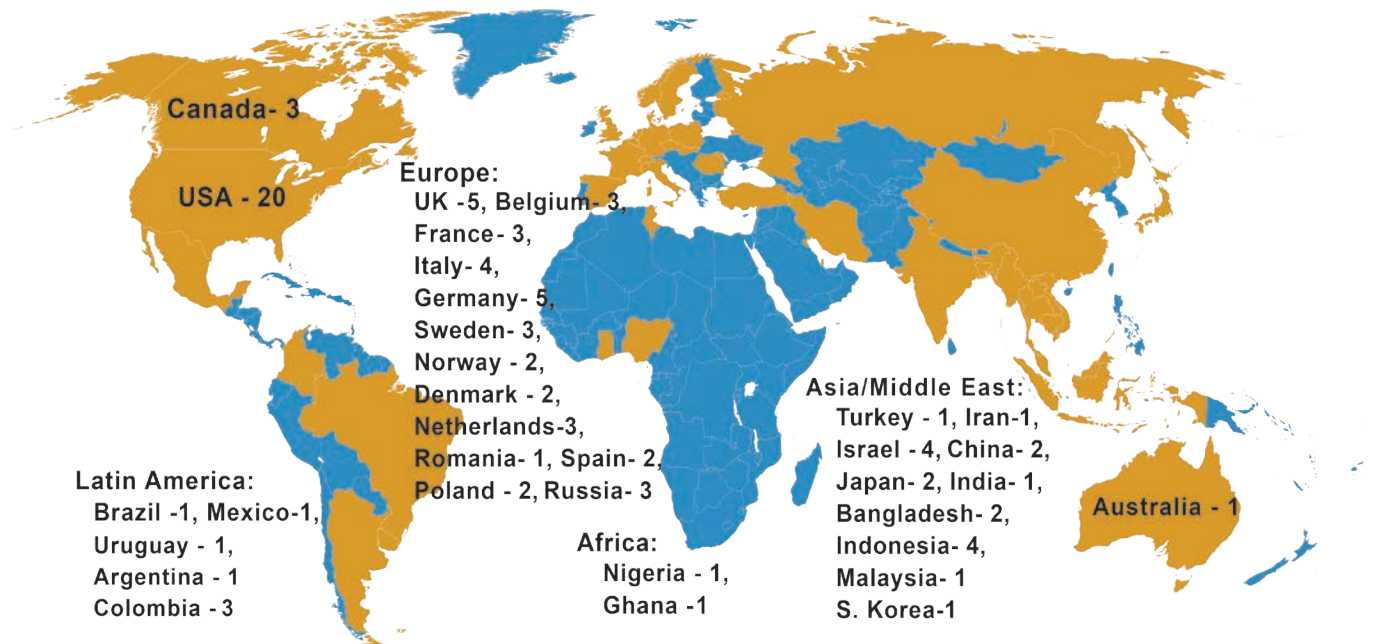 Canada- 3
USA - 20
Europe:
UK -5, Belgium- 3,
France- 3,
Italy- 4,
Germany- 5,
Sweden- 3,
Norway - 2,
Denmark - 2,
Netherlands-3,
Romania- 1, Spain- 2,
Poland - 2, Russia- 3
Latin America:
Brazil -1, Mexico-1,
Uruguay - 1,
Argentina - 1
Colombia - 3
Africa:
Nigeria - 1,
Ghana -1
Asia/Middle East:
Turkey - 1, Iran-1,
Israel - 4, China- 2,
Japan- 2, India- 1,
Bangladesh- 2,
Indonesia- 4,
Malaysia- 1
S. Korea-1
Australia - 1